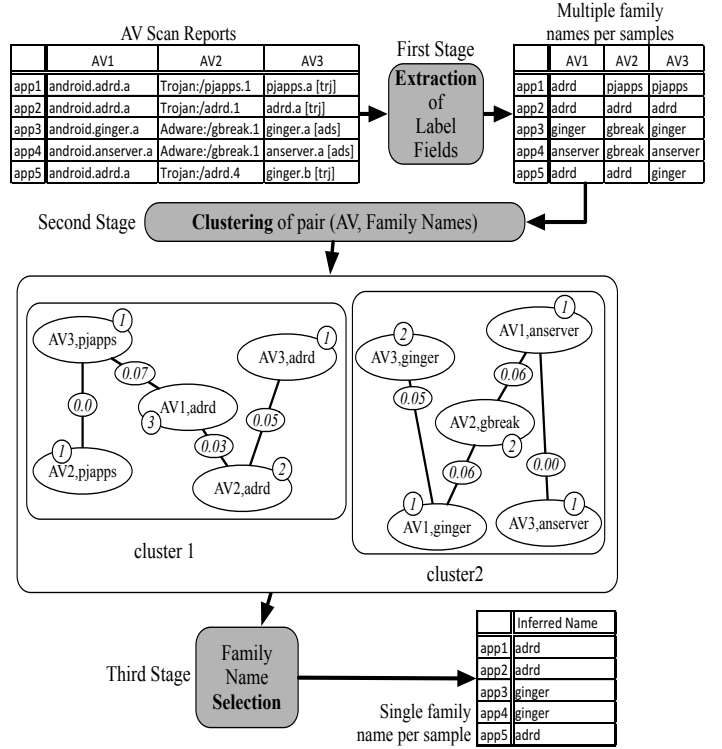 AV Scan Reports
AV1 AV2 AV3
app1 android.adrd.a Trojan:/pjapps.1 pjapps.a [trj]
app2 android.adrd.a Trojan:/adrd.1 adrd.a [trj]
app3 android.ginger.a Adware:/gbreak.1 ginger.a [ads]
app4 android.anserver.a Adware:/gbreak.1 anserver.a [ads]
app5 android.adrd.a Trojan:/adrd.4 ginger.b [trj]
First Stage
Extraction
of
Label
Fields
Multiple family
names per samples
AV1 AV2 AV3
app1 adrd pjapps pjapps
app2 adrd adrd adrd
app3 ginger gbreak ginger
app4 anserver gbreak anserver
app5 adrd adrd ginger
Second Stage
Clustering of pair (AV, Family Names)
1
AV3,pjapps
0.07
0.0
1
AV2,pjapps
AV1,adrd
3
0.03
1
AV3,adrd
0.05
2
AV2,adrd
cluster 1
2
AV3,ginger
0.05
1
AV1,anserver
0.06
AV2,gbreak
2
0.06
0.00
1
AV1,ginger
1
AV3,anserver
cluster2
Third Stage
Family
Name
Selection
Single family
name per sample
Inferred Name
app1 adrd
app2 adrd
app3 ginger
app4 ginger
app5 adrd